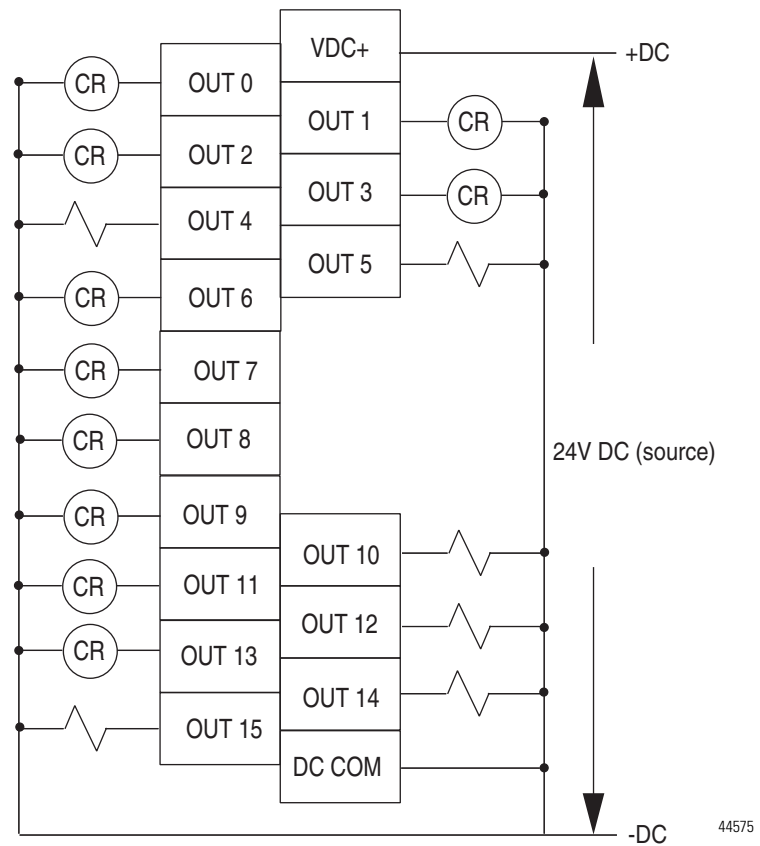 VDC+
+DC
CR
OUT 0
OUT 1
CR
CR
OUT 2
OUT 3
CR
OUT 4
OUT 5
CR
OUT 6
CR
OUT 7
CR
OUT 8
24V DC (source)
CR
OUT 9
OUT 10
CR
OUT 11
OUT 12
CR
OUT 13
OUT 14
OUT 15
DC COM
-DC
44575